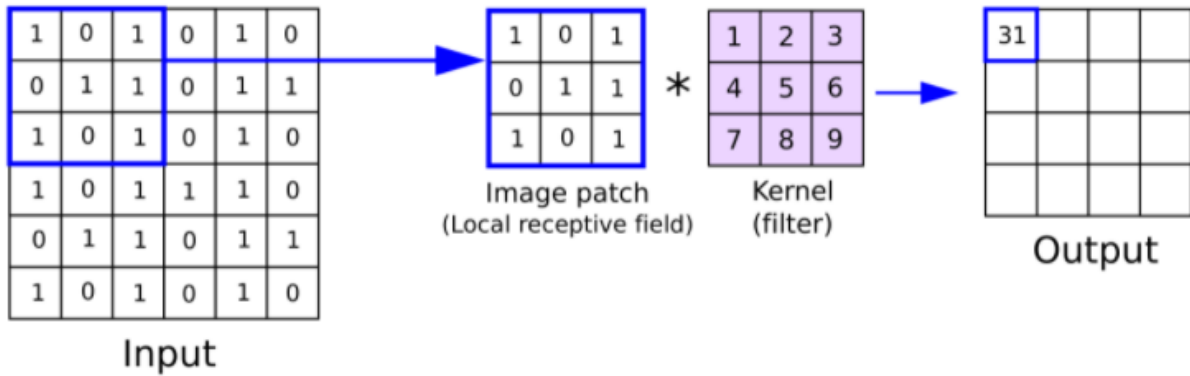 1 0 1 0 1 0
0 1 1 0 1 1
1 0 1 0 1 0
1 0 1 1 1 0
0 1 1 0 1 1
1 0 1 0 1 0
Input
1 0 1
0 1 1
1 0 1
Image patch
(Local receptive field)
*
1 2 3
4 5 6
7 8 9
Kernel
(filter)
31
Output